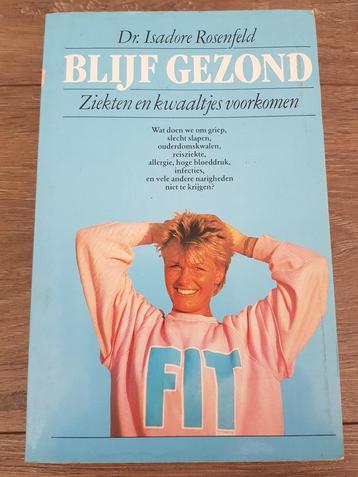 Dr. Isadore Rosenfeld
BLIJF GEZOND
Ziekten en kwaaltjes voorkomen
Wat doen we om griep,
slecht slapen,
ouderdomskwalen,
reisziekte,
allergie, hoge bloeddruk,
infecties,
en vele andere narigheden
niet te krijgen?
FIT